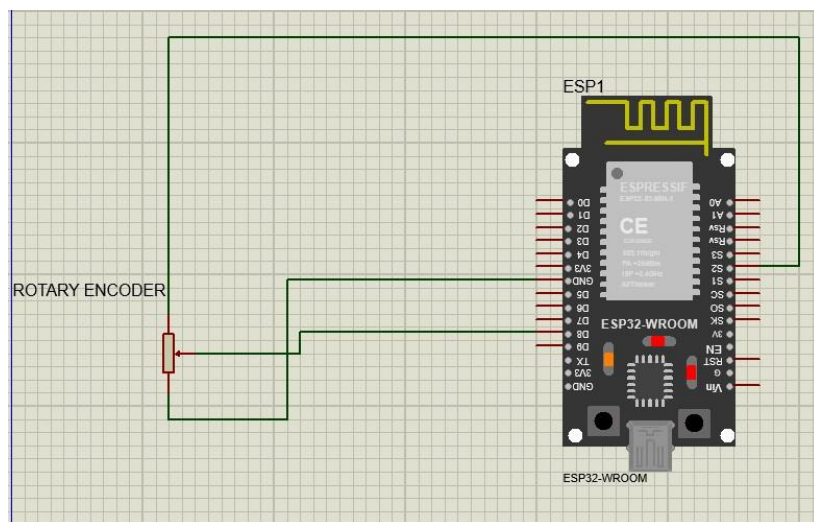 ESP1
ESPRESSIF
CE
D0
D1
D2
D3
D4
3V3
GND
D5
D6
D7
D8
D9
TX
3V3
GND
A0
A1
Rsv
Rsv
S3
S2
S1
SC
SO
SK
3V
EN
RST
G
Vin
ROTARY ENCODER
ESP32-WROOM
ESP32-WROOM